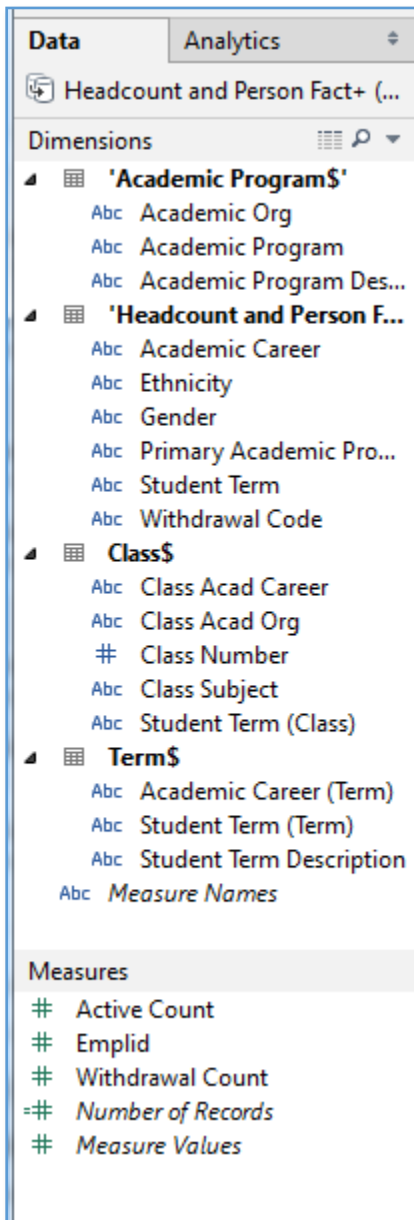 Data Analytics
Headcount and Person Fact+ (...
Dimensions
'Academic Program$'
Abc Academic Org
Abc Academic Program
Abc Academic Program Des...
'Headcount and Person F...
Abc Academic Career
Abc Ethnicity
Abc Gender
Abc Primary Academic Pro...
Abc Student Term
Abc Withdrawal Code
Class$
Abc Class Acad Career
Abc Class Acad Org
# Class Number
Abc Class Subject
Abc Student Term (Class)
Term$
Abc Academic Career (Term)
Abc Student Term (Term)
Abc Student Term Description
Abc Measure Names
Measures
# Active Count
# Emplid
# Withdrawal Count
=# Number of Records
# Measure Values